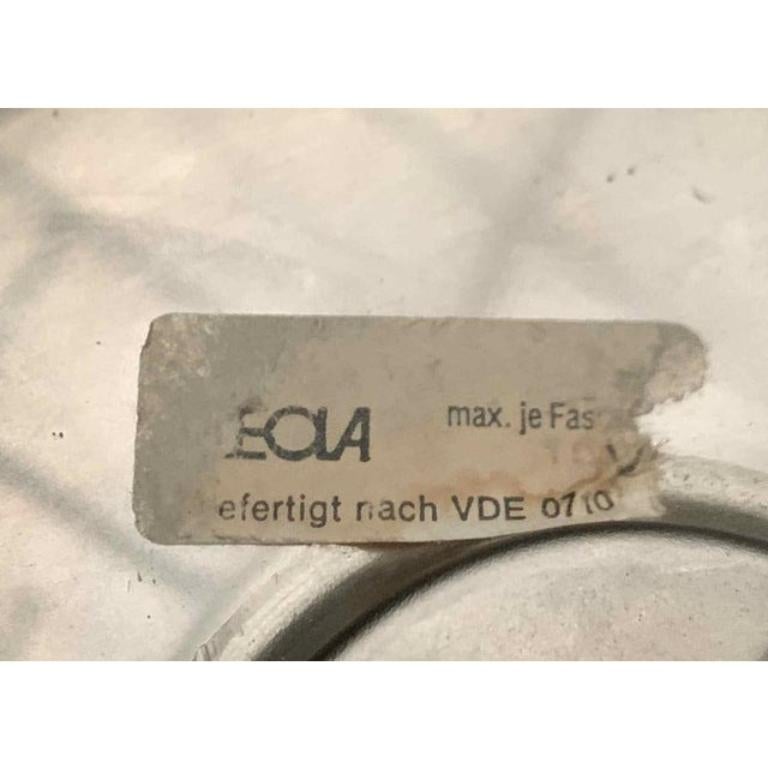 LEOLA
max. je Fas
efertigt nach VDE 0710